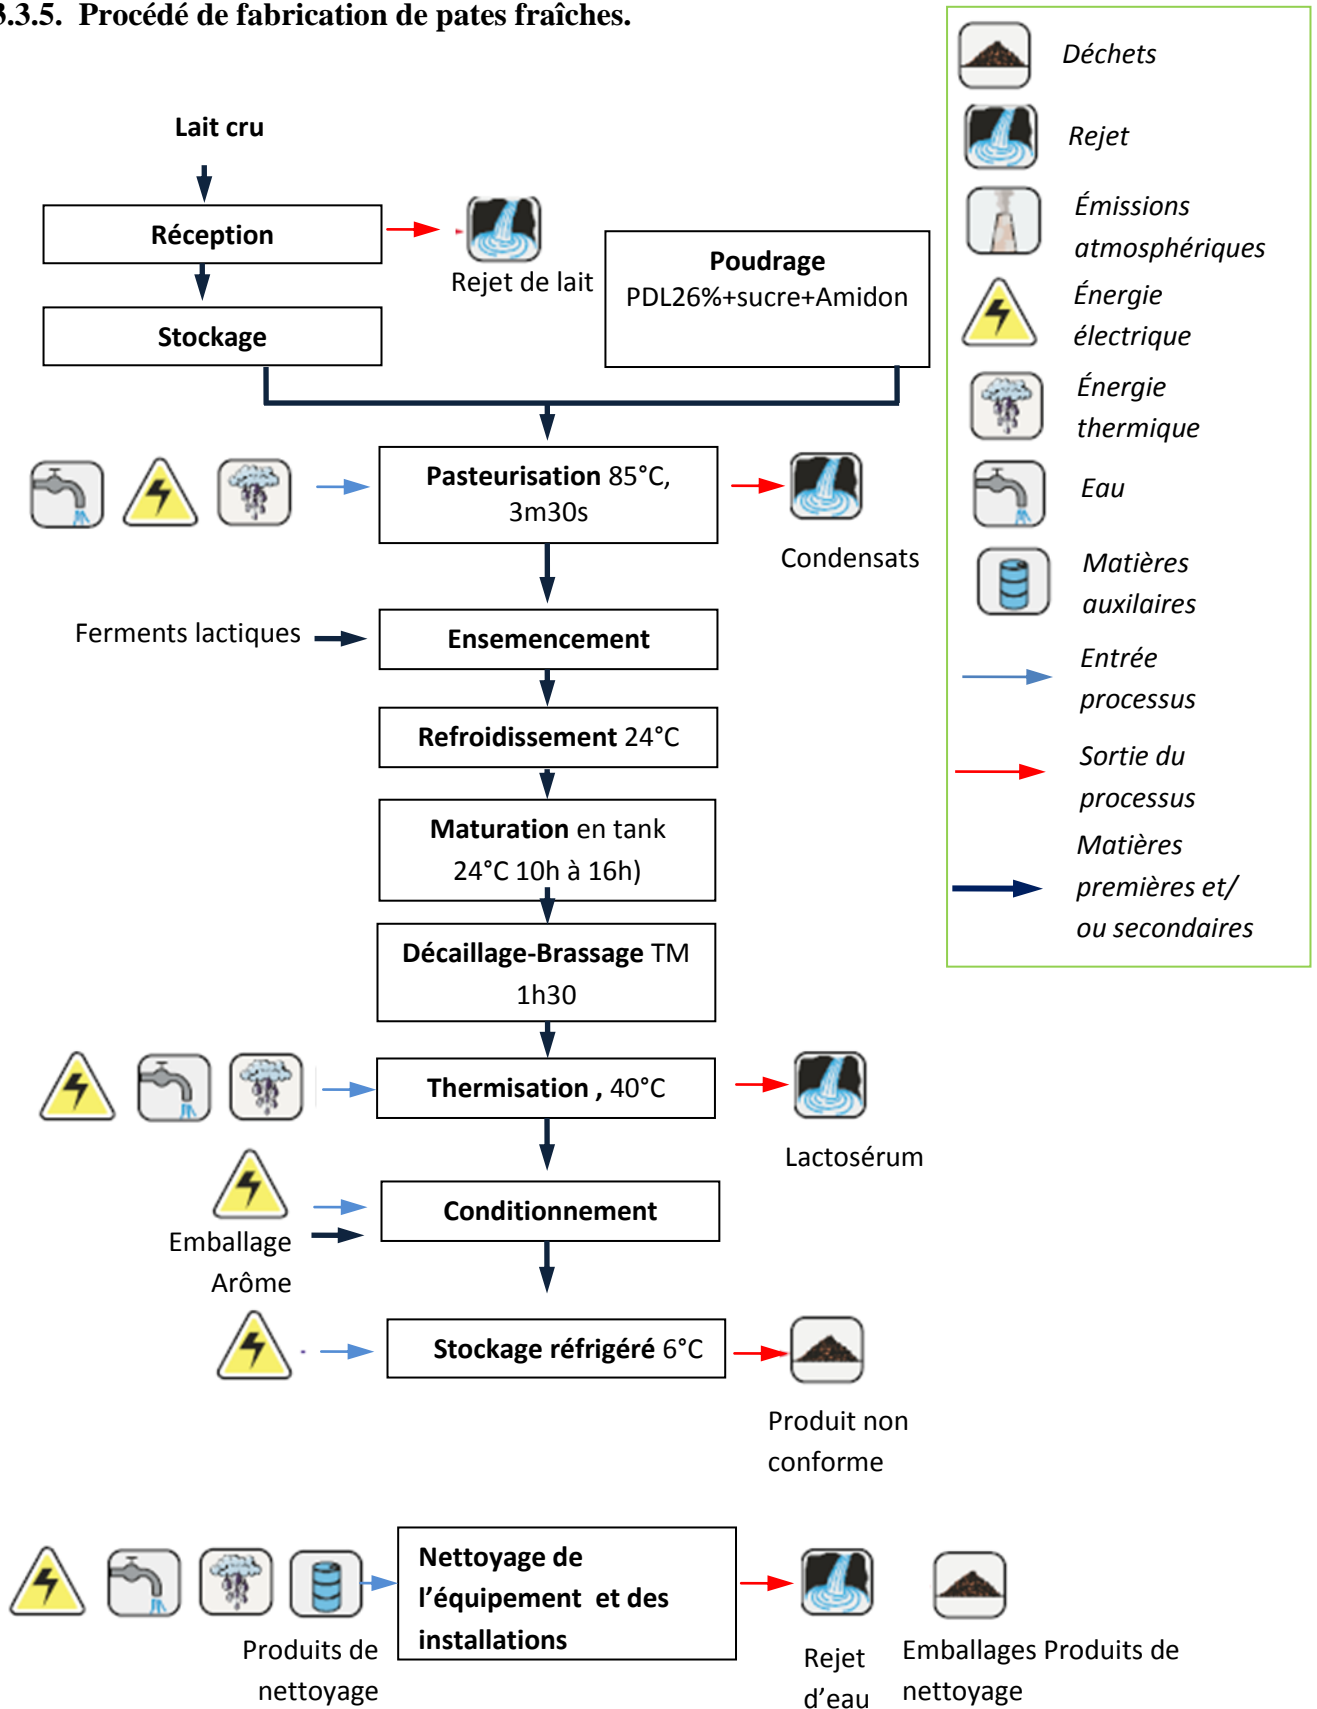 3.3.5. Procédé de fabrication de pates fraîches.
Lait cru
Réception
Rejet de lait
Stockage
Poudrage
PDL26%+sucre+Amidon
Pasteurisation 85°C,
3m30s
Condensats
Ferments lactiques
Ensemencement
Refroidissement 24°C
Maturation en tank
24°C 10h à 16h)
Décaillage-Brassage TM
1h30
Thermisation , 40°C
Lactosérum
Conditionnement
Emballage
Arôme
Stockage réfrigéré 6°C
Produit non
conforme
Nettoyage de
l’équipement et des
installations
Produits de
nettoyage
Rejet
d’eau
Emballages Produits de
nettoyage
Déchets
Rejet
Émissions
atmosphériques
Énergie
électrique
Énergie
thermique
Eau
Matières
auxilaires
Entrée
processus
Sortie du
processus
Matières
premières et/
ou secondaires